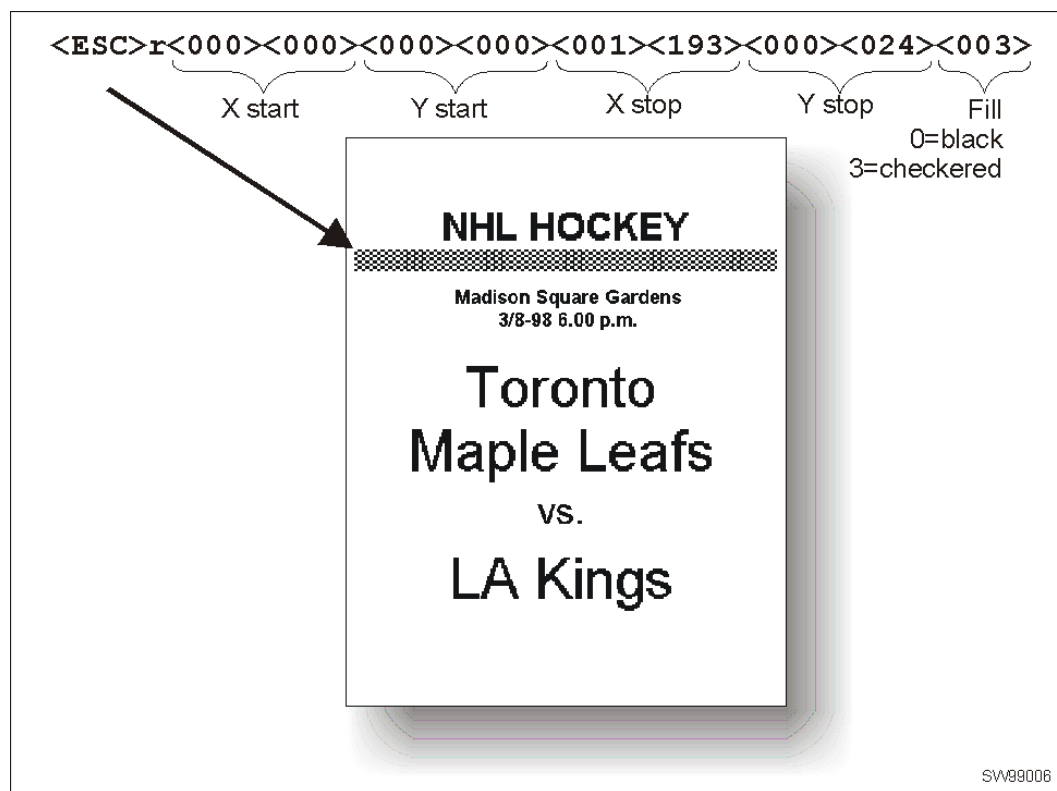 <ESC>r<000><000><000><000><001><193><000><024><003>
X start Y start X stop Y stop Fill
0=black
3=checkered
NHL HOCKEY
Madison Square Gardens
3/8-98 6.00 p.m.
Toronto
Maple Leafs
vs.
LA Kings
SW99006